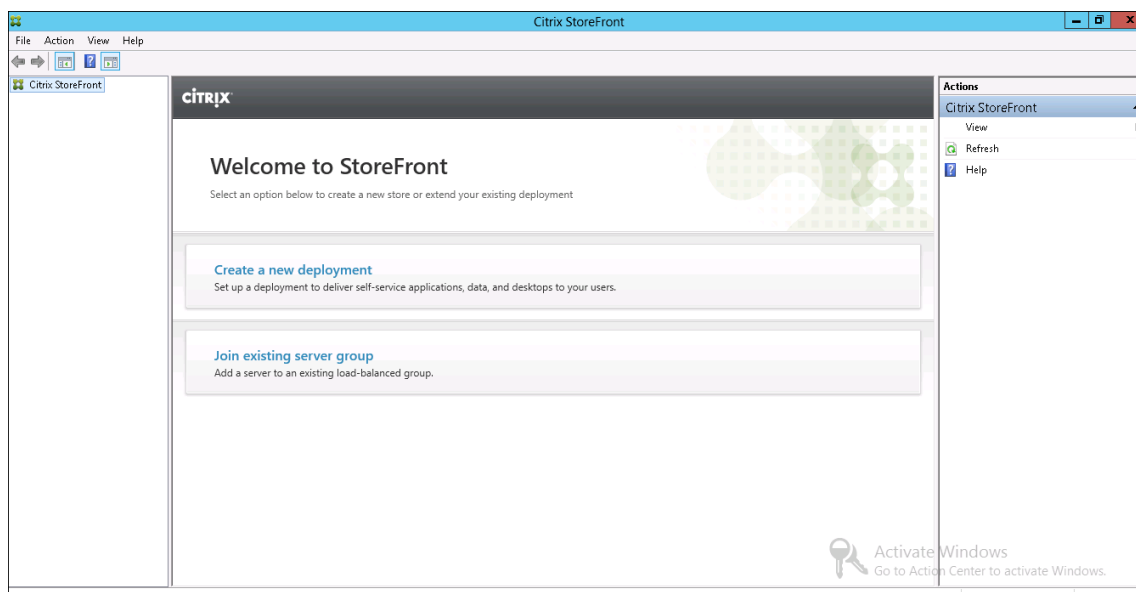 Citrix StoreFront
File Action View Help
Citrix StoreFront
CİTRIX
Welcome to StoreFront
Select an option below to create a new store or extend your existing deployment
Create a new deployment
Set up a deployment to deliver self-service applications, data, and desktops to your users.
Join existing server group
Add a server to an existing load-balanced group.
Actions
Citrix StoreFront
View
Refresh
Help
Activate Windows
Go to Action Center to activate Windows.